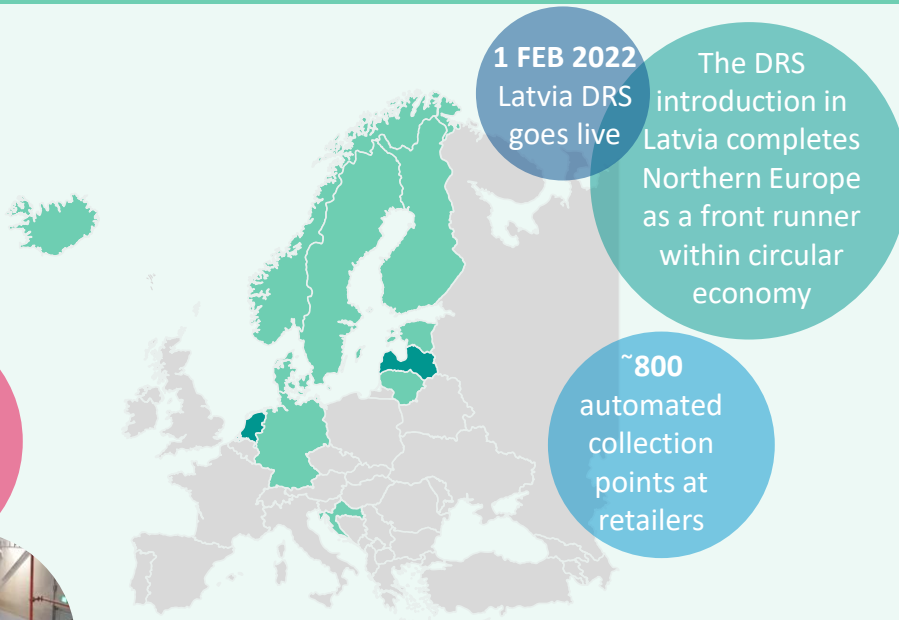 1 FEB 2022
Latvia DRS
goes live
The DRS
introduction in
Latvia completes
Northern Europe
as a front runner
within circular
economy
~800
automated
collection
points at
retailers